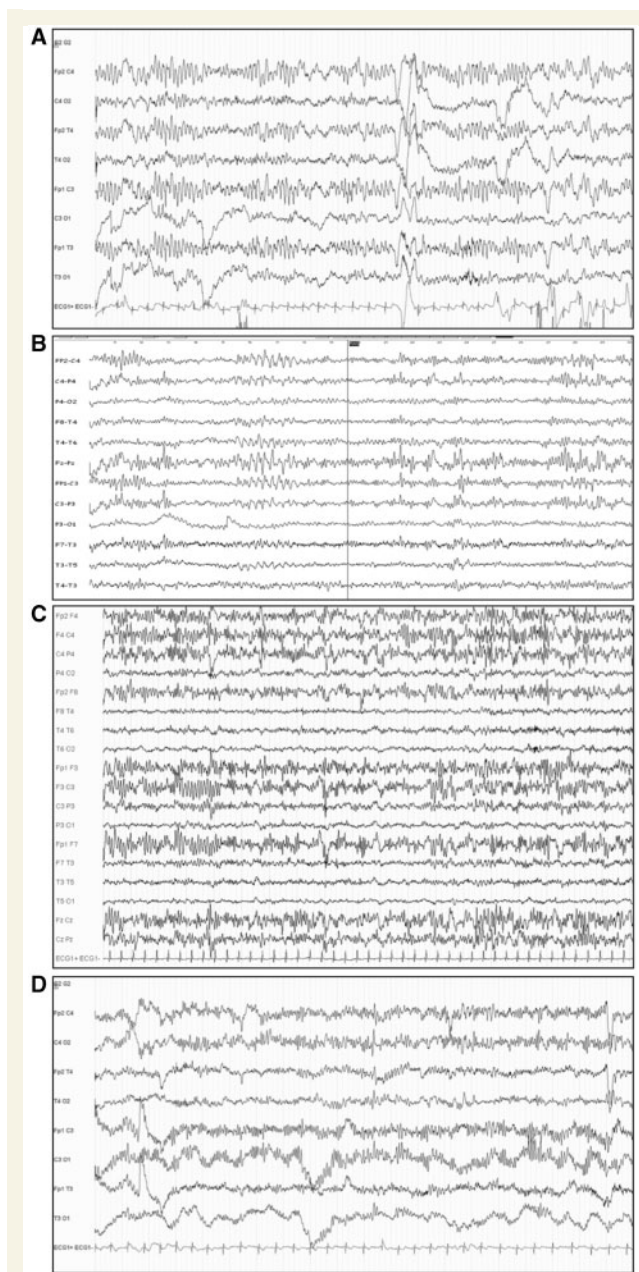 A
Fp2 C4
C4 O2
Fp2 T4
T4 O2
Fp1 C3
C3 O1
Fp1 T3
T3 O1
ECG1+ ECG1-
B
FP2-C4
C4-P4
P4-O2
F8-T4
FP1-C3
C3-P3
P3-O1
F7-T3
T3-T5
T4-T3
C
Fp2 F4
F4 C4
C4 P4
P4 O2
Fp2 F8
F8 T4
T4 T6
T6 O2
Fp1 F3
F3 C3
C3 P3
P3 O1
Fp1 F7
F7 T3
T3 T5
T5 O1
Fz Cz
Cz Pz
ECG1+ ECG1-
D
Fp2 C4
C4 O2
Fp2 T4
T4 O2
Fp1 C3
C3 O1
Fp1 T3
T3 O1
ECG1+ ECG1-